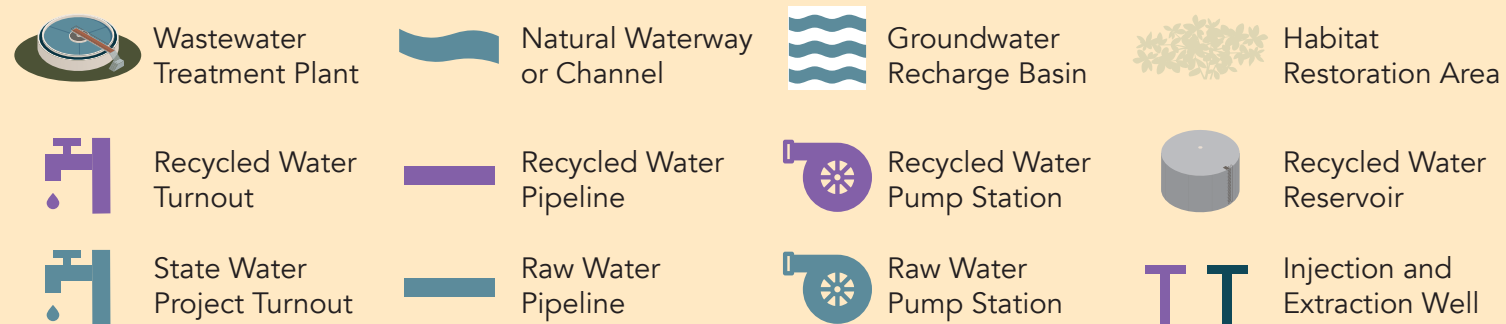 Wastewater
Treatment Plant
Natural Waterway
or Channel
Groundwater
Recharge Basin
Habitat
Restoration Area
Recycled Water
Turnout
Recycled Water
Pipeline
Recycled Water
Pump Station
Recycled Water
Reservoir
State Water
Project Turnout
Raw Water
Pipeline
Raw Water
Pump Station
Injection and
Extraction Well